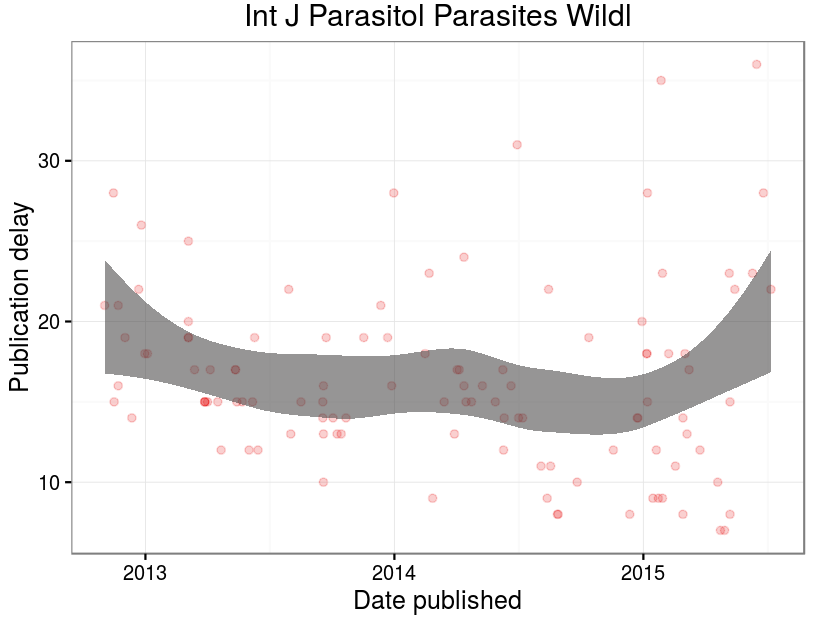 Int J Parasitol Parasites Wildl
Publication delay
30
20
10
2013
2014
2015
Date published